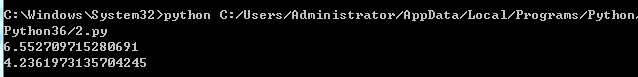 C:\Windows\System32>python C:/Users/Administrator/AppData/Local/Programs/Python/
Python36/2.py
6.552709715280691
4.2361973135704245